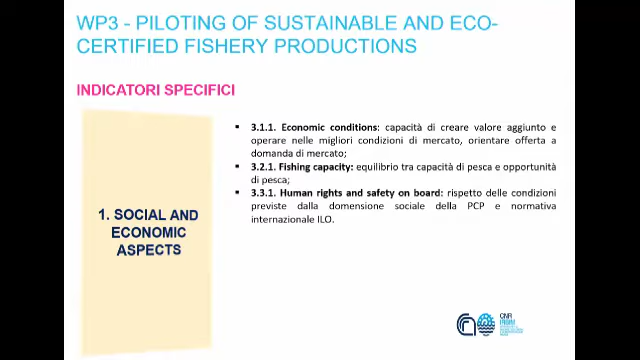 WP3 - PILOTING OF SUSTAINABLE AND ECO-
CERTIFIED FISHERY PRODUCTIONS
INDICATORI SPECIFICI
1. SOCIAL AND
ECONOMIC
ASPECTS
▪ 3.1.1. Economic conditions: capacità di creare valore aggiunto e
operare nelle migliori condizioni di mercato, orientare offerta a
domanda di mercato;
▪ 3.2.1. Fishing capacity: equilibrio tra capacità di pesca e opportunità
di pesca;
▪ 3.3.1. Human rights and safety on board: rispetto delle condizioni
previste dalla domensione sociale della PCP e normativa
internazionale ILO.
CNR